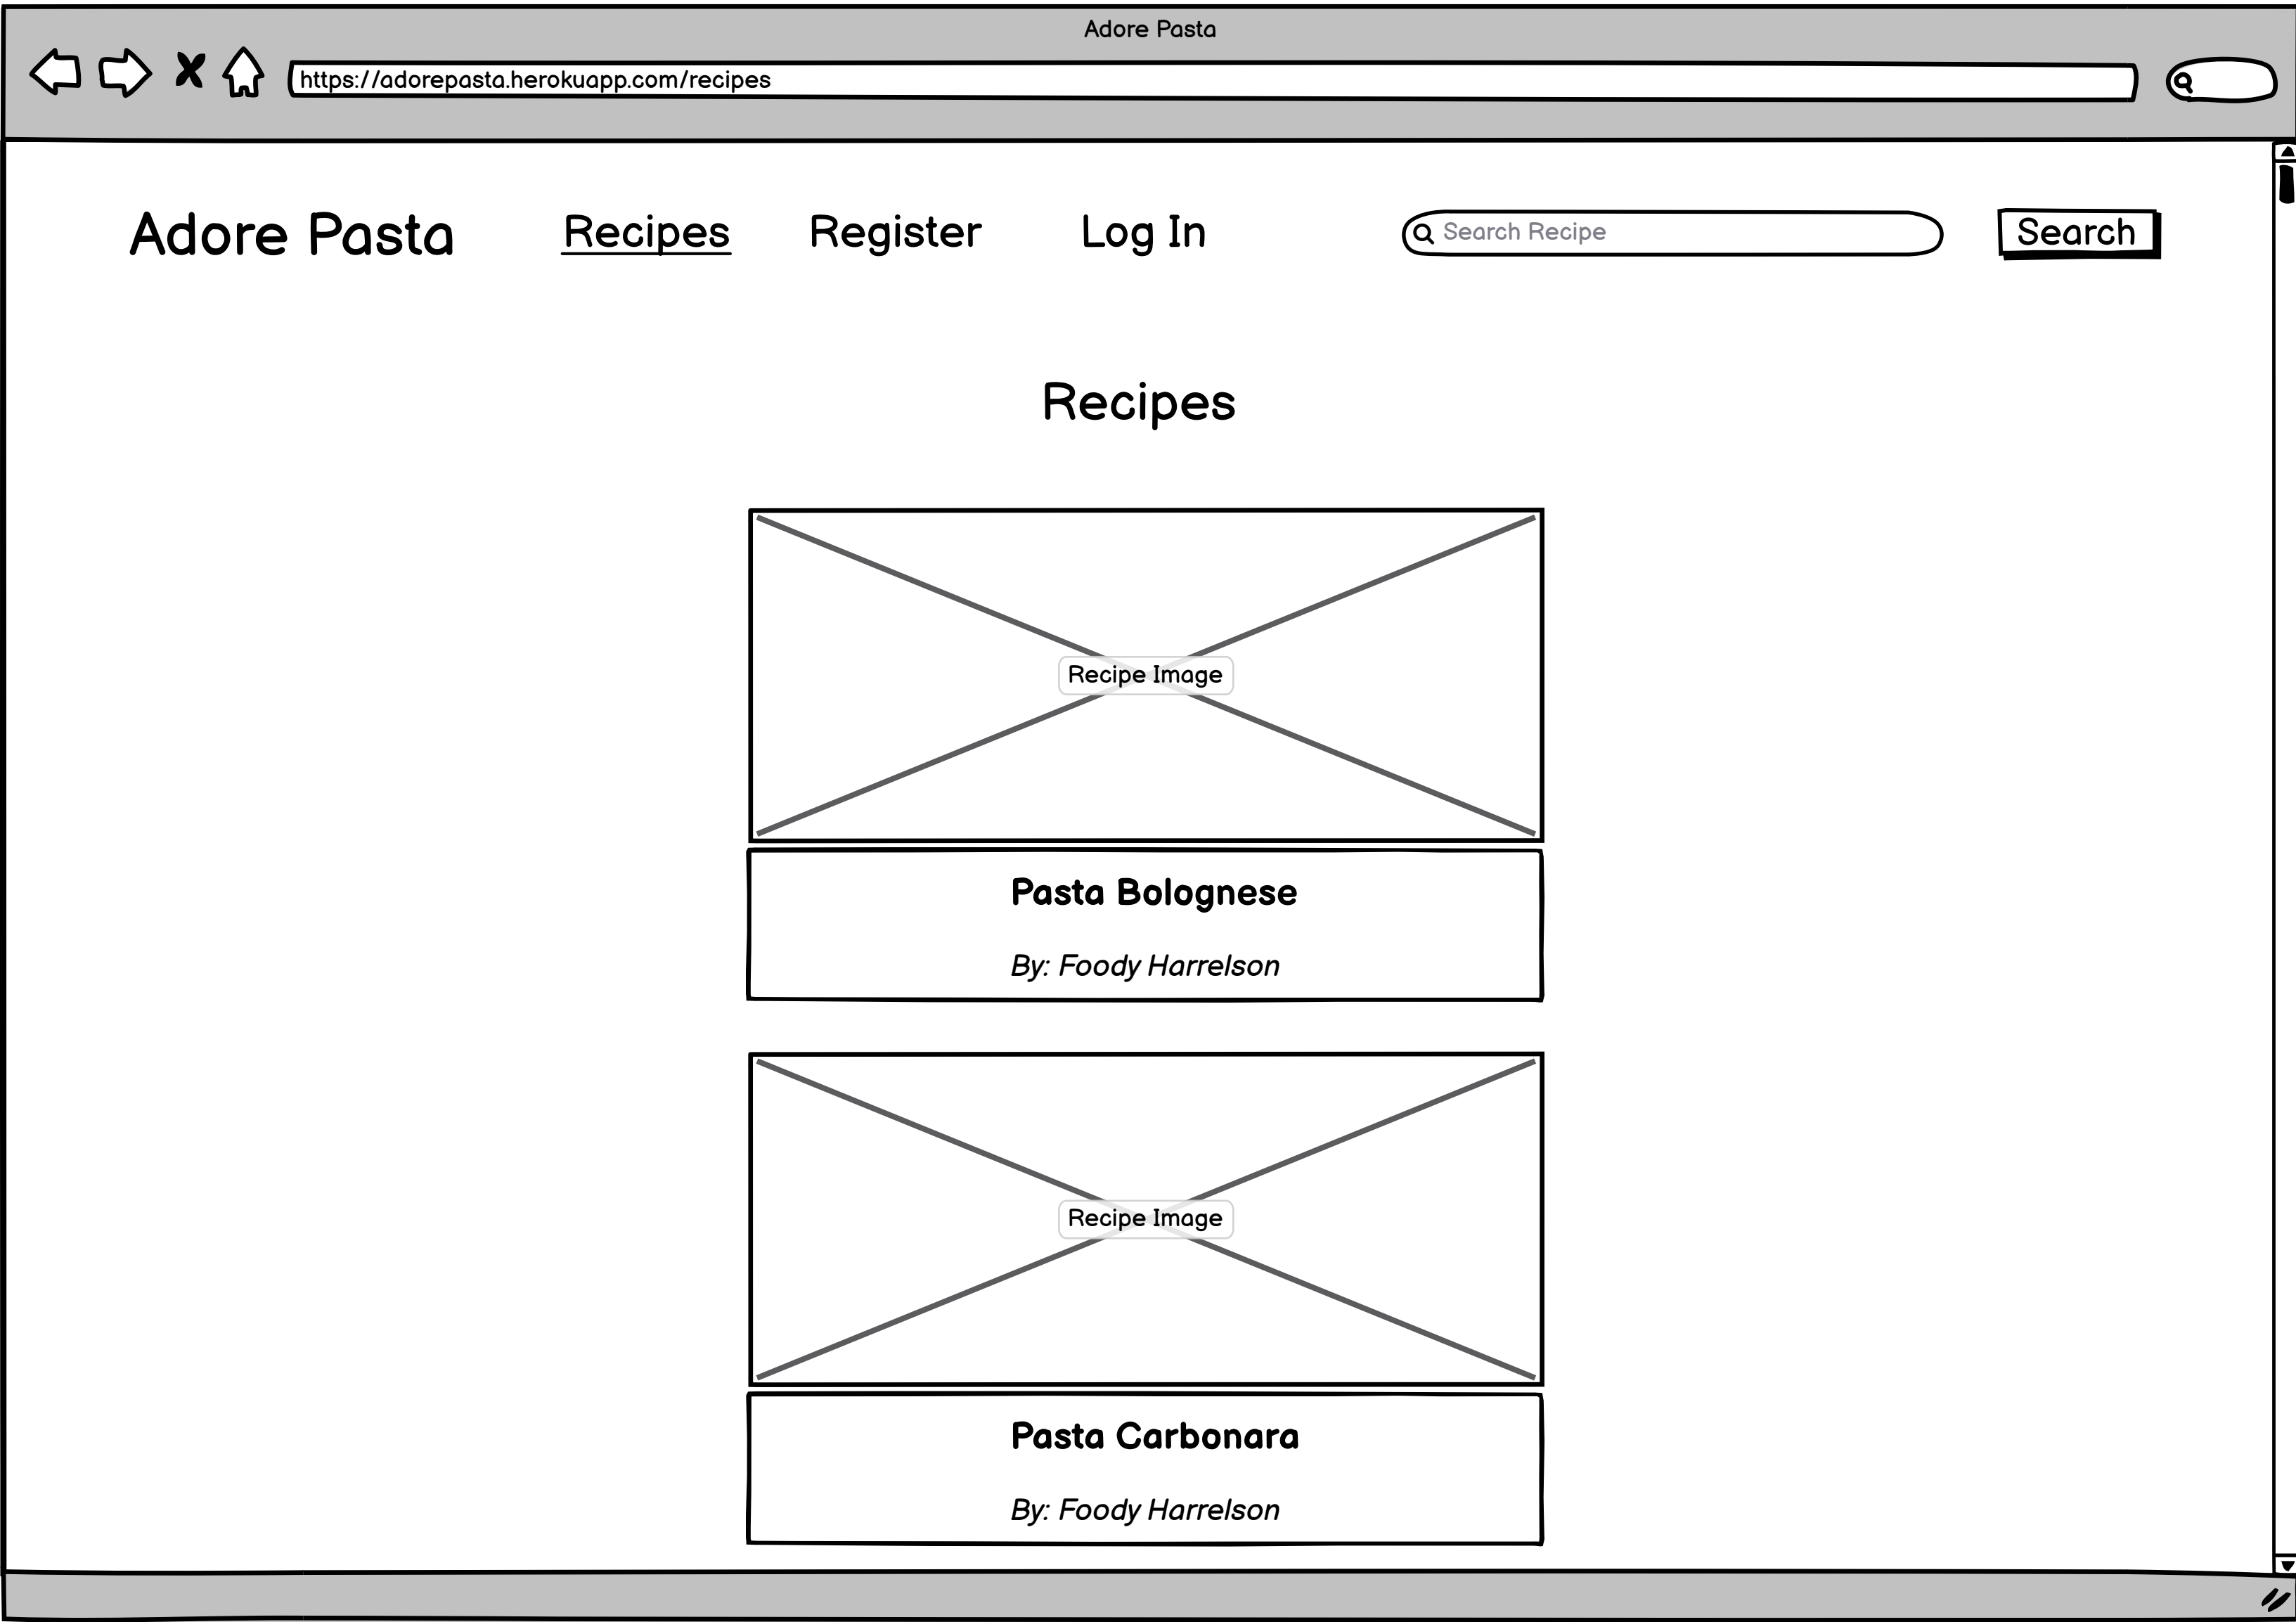 Adore Pasta
https://adorepasta.herokuapp.com/recipes
Adore Pasta Recipes Register Log In Search Recipe Search
Recipes
Recipe Image
Pasta Bolognese
By: Foody Harrelson
Recipe Image
Pasta Carbonara
By: Foody Harrelson